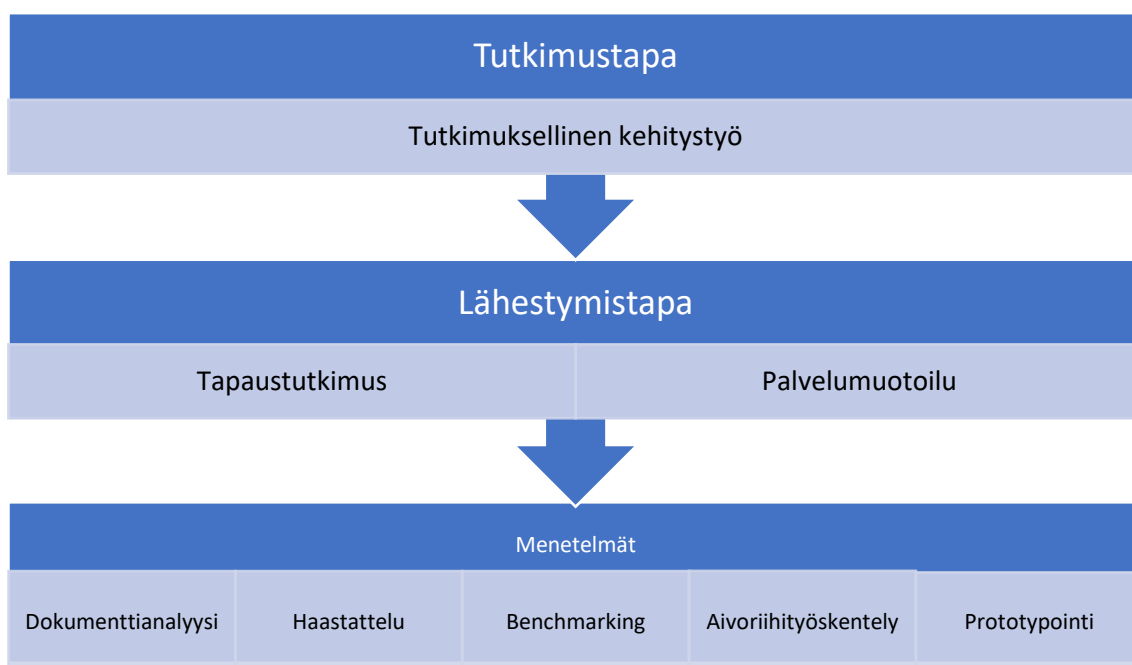 Tutkimustapa
Tutkimuksellinen kehitystyö
Lähestymistapa
Tapaustutkimus
Palvelumuotoilu
Menetelmät
Dokumenttianalyysi
Haastattelu
Benchmarking
Aivoriihityöskentely
Prototypointi